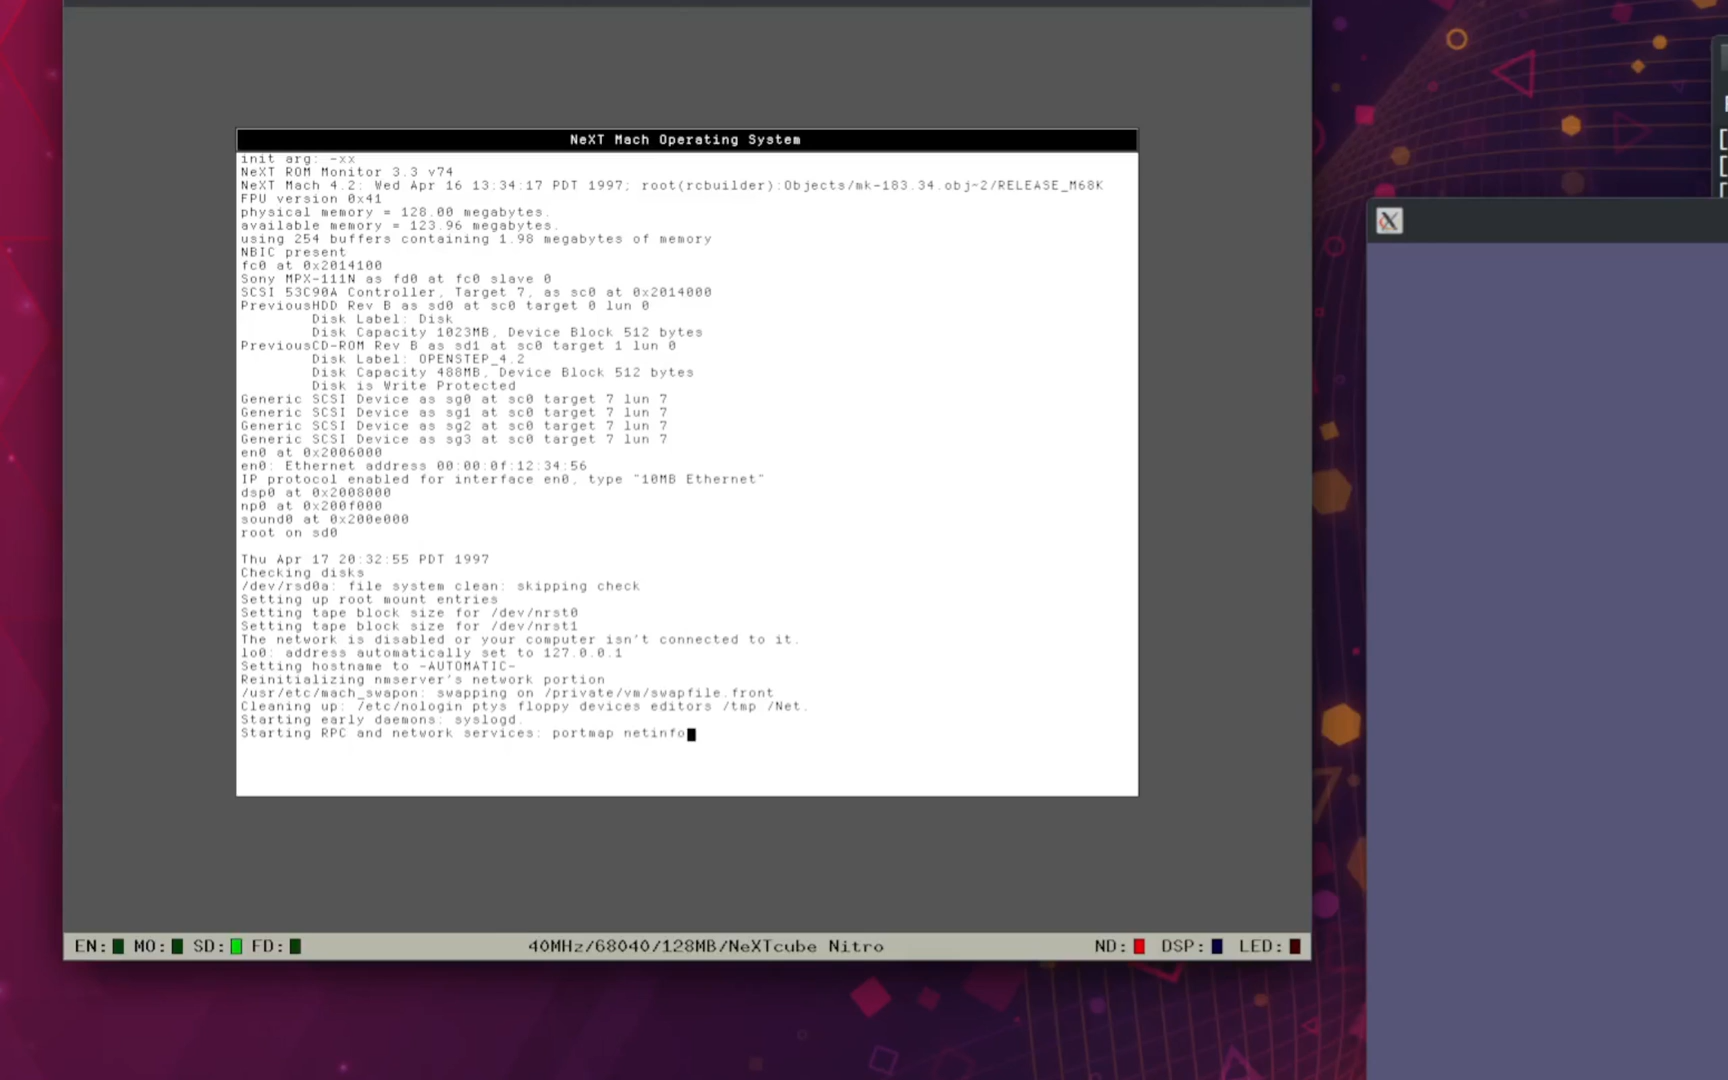 NeXT Mach Operating System
init arg: -xx
NeXT ROM Monitor 3.3 v74
NeXT Mach 4.2: Wed Apr 16 13:34:17 PDT 1997; root(rcbuilder):Objects/mk-183.34.obj-2/RELEASE_M68K
FPU version 0x41
physical memory = 128.00 megabytes.
available memory = 123.96 megabytes.
using 254 buffers containing 1.98 megabytes of memory
NBIC present
fc0 at 0x2014100
Sony MPX-111N as fd0 at fc0 slave 0
SCSI 53C90A Controller, Target 7, as sc0 at 0x2014000
PreviousHDD Rev B as sd0 at sc0 target 0 lun 0
Disk Label: Disk
Disk Capacity 1023MB, Device Block 512 bytes
PreviousCD-ROM Rev B as sd1 at sc0 target 1 lun 0
Disk Label: OPENSTEP_4.2
Disk Capacity 488MB, Device Block 512 bytes
Disk is Write Protected
Generic SCSI Device as sg0 at sc0 target 7 lun 7
Generic SCSI Device as sg1 at sc0 target 7 lun 7
Generic SCSI Device as sg2 at sc0 target 7 lun 7
Generic SCSI Device as sg3 at sc0 target 7 lun 7
en0 at 0x2006000
en0: Ethernet address 00:00:0f:12:34:56
IP protocol enabled for interface en0, type "10MB Ethernet"
dsp0 at 0x2008000
np0 at 0x200f000
sound0 at 0x200e000
root on sd0
Thu Apr 17 20:32:55 PDT 1997
Checking disks
/dev/rsd0a: file system clean: skipping check
Setting up root mount entries
Setting tape block size for /dev/nrst0
Setting tape block size for /dev/nrst1
The network is disabled or your computer isn't connected to it.
lo0: address automatically set to 127.0.0.1
Setting hostname to -AUTOMATIC-
Reinitializing nmserver's network portion
/usr/etc/mach_swapon: swapping on /private/vm/swapfile.front
Cleaning up: /etc/nologin ptys floppy devices editors /tmp /Net.
Starting early daemons: syslogd.
Starting RPC and network services: portmap netinfo
EN: MO: SD: FD: 40MHz/68040/128MB/NeXTcube Nitro ND: DSP: LED: